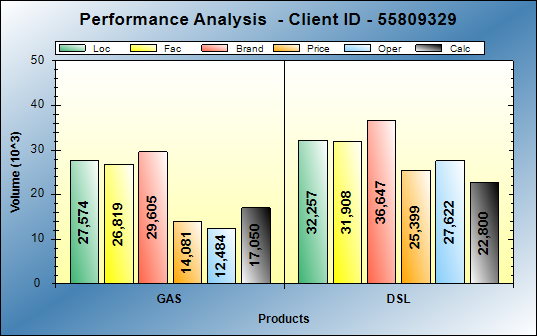 Performance Analysis - Client ID - 55809329
Loc Fac Brand Price Oper Calc
Volume (10^3)
50
40
30
20
10
0
27,574 26,819 29,605 14,081 12,484 17,050 32,257 31,908 36,647 25,399 27,622 22,800
GAS DSL
Products